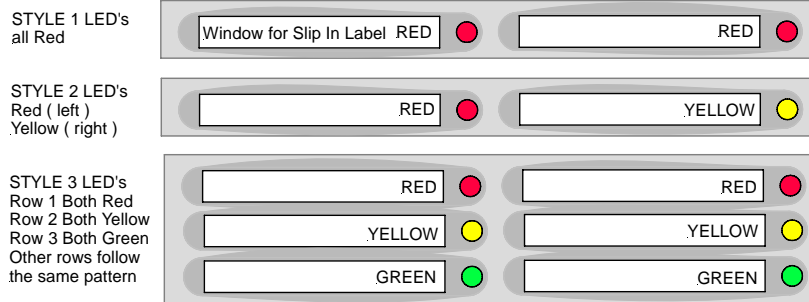 STYLE 1 LED's
all Red
Window for Slip In Label RED
RED
STYLE 2 LED's
Red ( left )
Yellow ( right )
RED
YELLOW
STYLE 3 LED's
Row 1 Both Red
Row 2 Both Yellow
Row 3 Both Green
Other rows follow
the same pattern
RED
RED
YELLOW
YELLOW
GREEN
GREEN